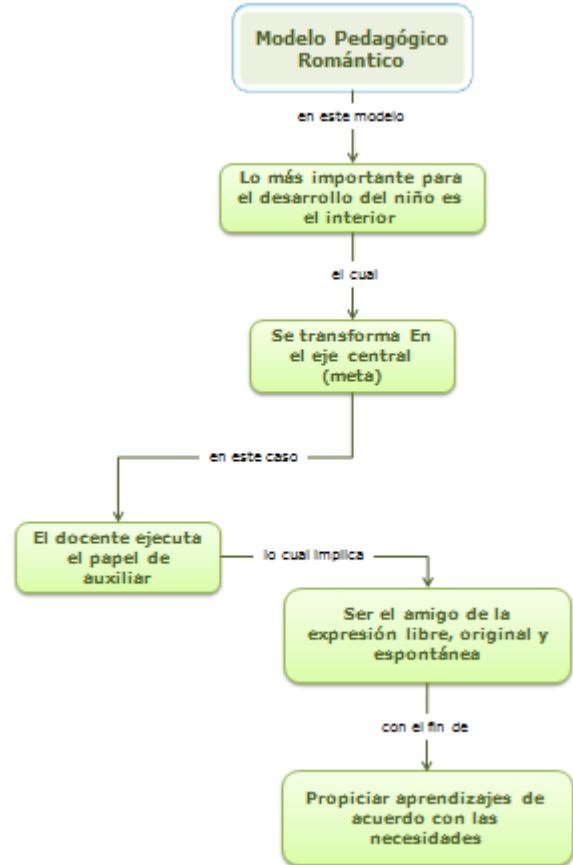 Modelo Pedagógico
Romántico
en este modelo
Lo más importante para
el desarrollo del niño es
el interior
el cual
Se transforma En
el eje central
(meta)
en este caso
El docente ejecuta
el papel de
auxiliar
lo cual implica
Ser el amigo de la
expresión libre, original y
espontánea
con el fin de
Propiciar aprendizajes de
acuerdo con las
necesidades